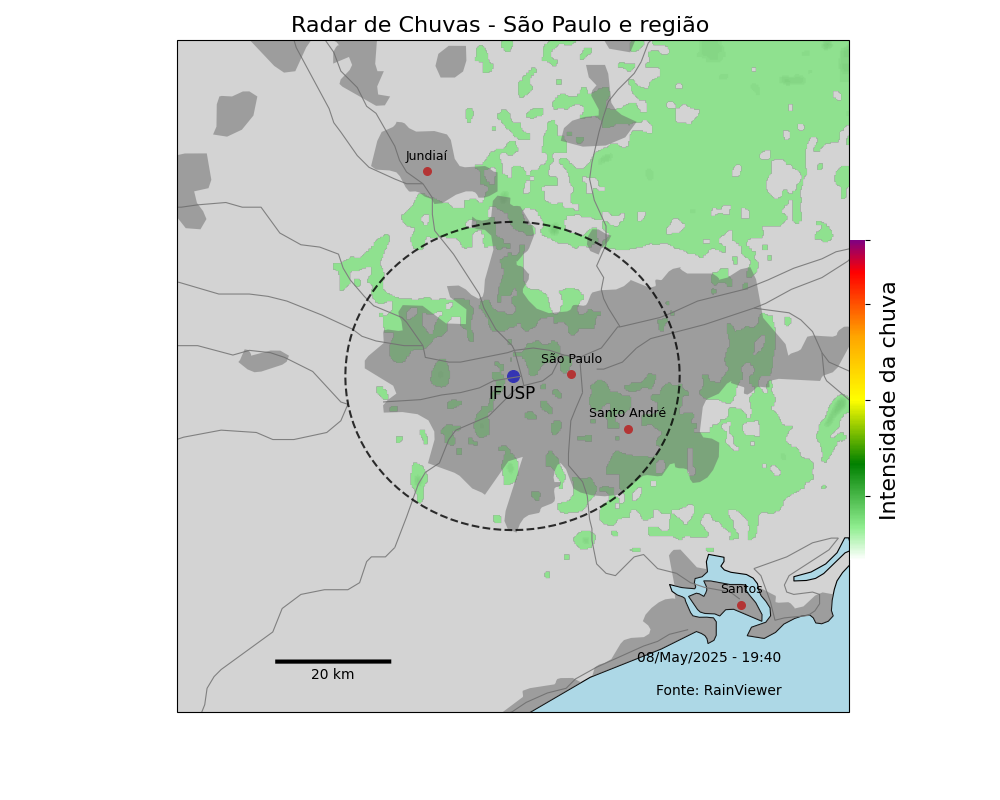 Radar de Chuvas - São Paulo e região
Jundiaí
São Paulo
IFUSP
Santo André
Intensidade da chuva
Santos
08/May/2025 - 19:40
20 km
Fonte: RainViewer